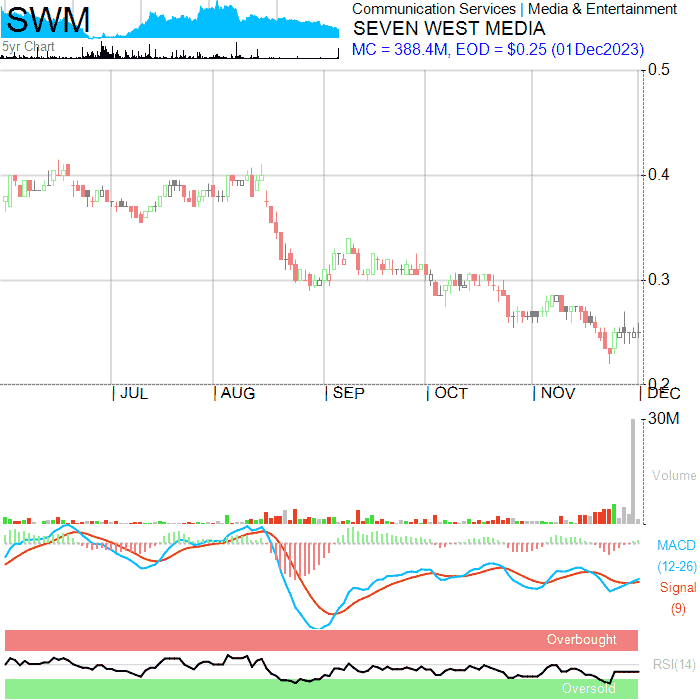 SWM
5yr Chart
Communication Services | Media & Entertainment
SEVEN WEST MEDIA
MC = 388.4M, EOD = $0.25 (01Dec2023)
0.5
0.4
0.3
0.2
JUL
AUG
SEP
OCT
NOV
DEC
30M
Volume
MACD
(12-26)
Signal
(9)
Overbought
RSI(14)
Oversold